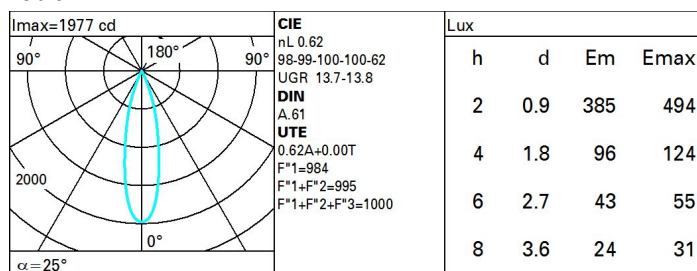 Imax=1977 cd
90° 180° 90°
2000
0°
α=25°
CIE
nL 0.62
98-99-100-100-62
UGR 13.7-13.8
DIN
A.61
UTE
0.62A+0.00T
F"1=984
F"1+F"2=995
F"1+F"2+F"3=1000
Lux
h d Em Emax
2 0.9 385 494
4 1.8 96 124
6 2.7 43 55
8 3.6 24 31